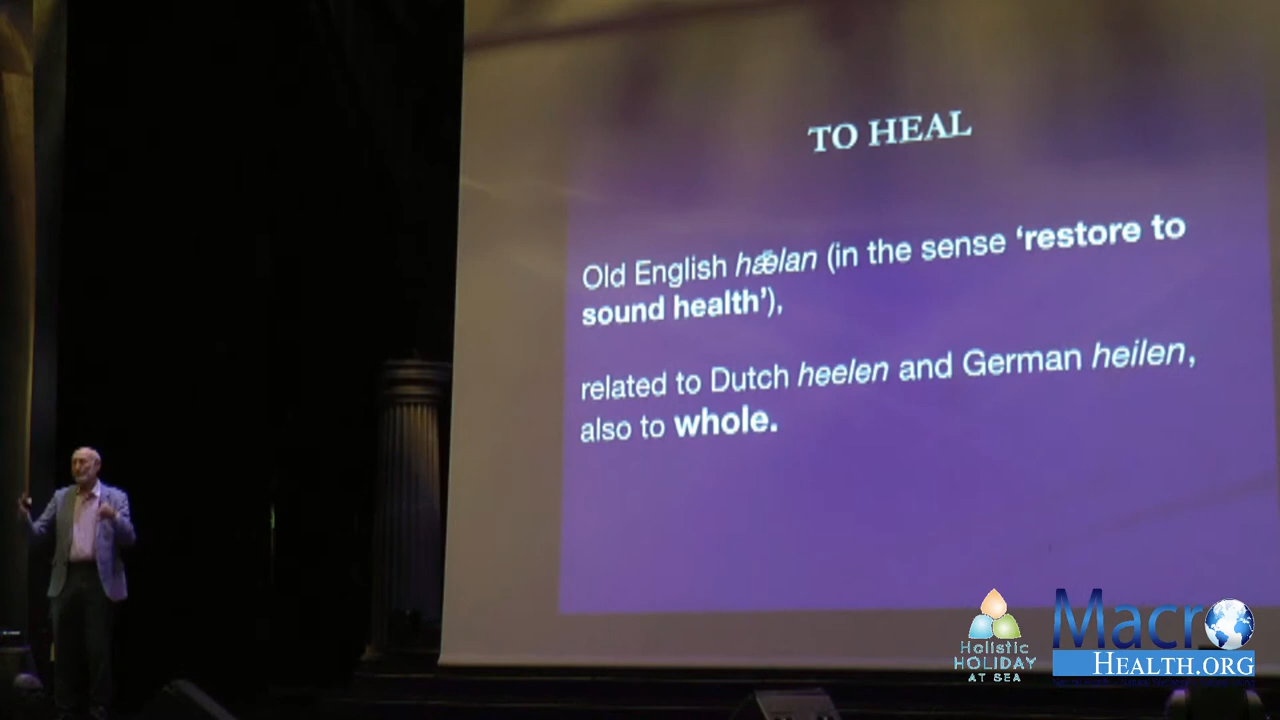 TO HEAL
Old English hǣlan (in the sense ‘restore to
sound health’),
related to Dutch heelen and German heilen,
also to whole.
Holistic
HOLIDAY
AT SEA
Macro
HEALTH.ORG